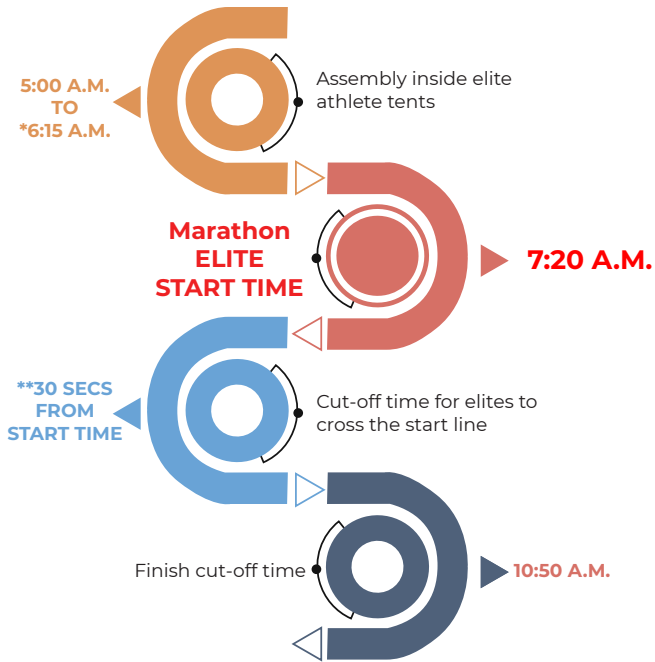 5:00 A.M.
TO
*6:15 A.M.
Assembly inside elite
athlete tents
Marathon
ELITE
START TIME
7:20 A.M.
**30 SECS
FROM
START TIME
Cut-off time for elites to
cross the start line
Finish cut-off time
10:50 A.M.